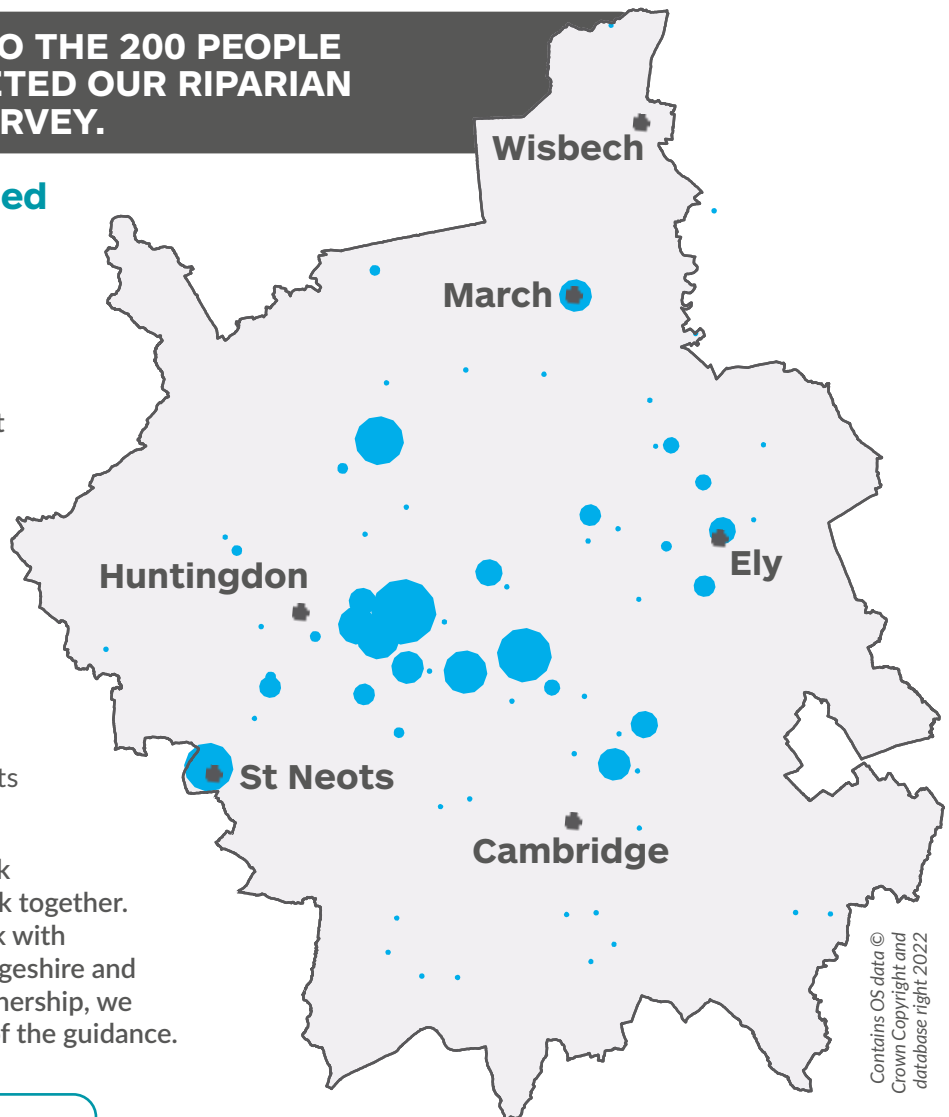 O THE 200 PEOPLE
ETED OUR RIPARIAN
RVEY.
ed
t
ts
k
k together.
k with
geshire and
nership, we
f the guidance.
Wisbech
March
Ely
Huntingdon
St Neots
Cambridge
Contains OS data ©
Crown Copyright and
database right 2022